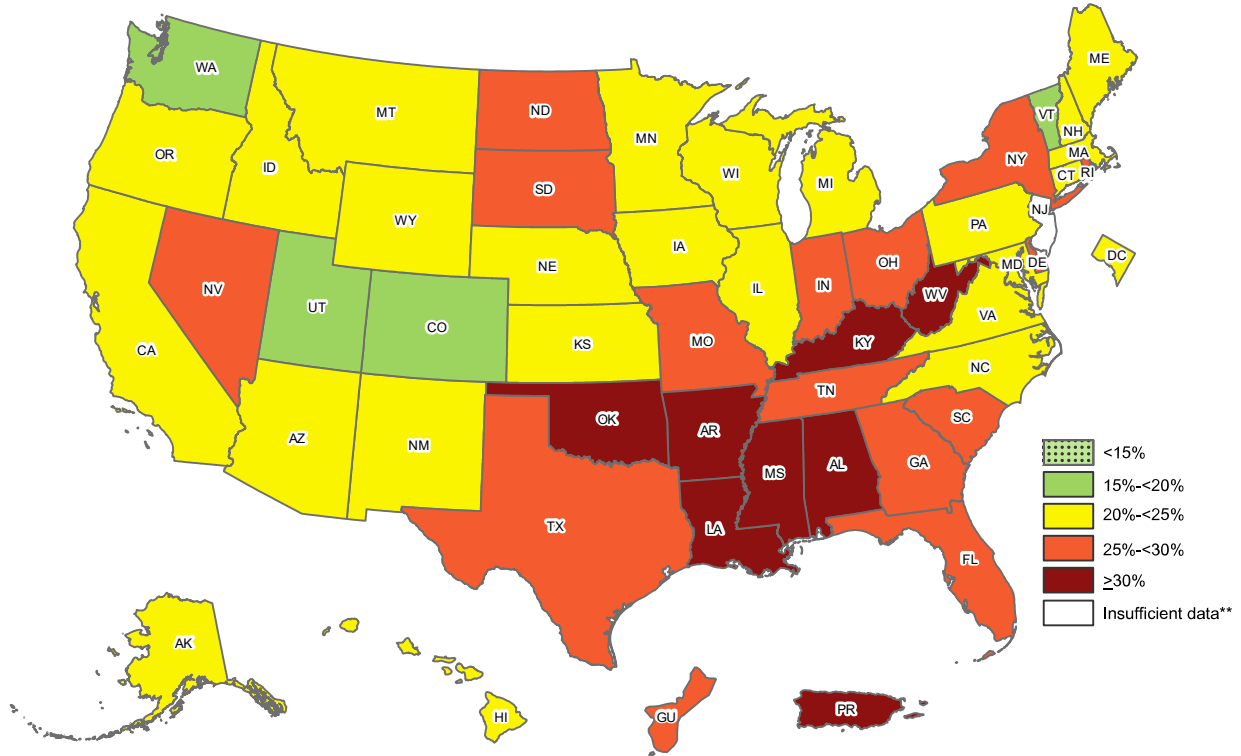 WA
MT
ND
MN
ME
VT
NH
OR
ID
SD
WI
MI
NY
MA
CT
RI
WY
IA
PA
NJ
NE
IL
IN
OH
MD
DE
DC
NV
UT
CO
KS
MO
KY
WV
VA
CA
AZ
NM
OK
AR
TN
NC
SC
MS
AL
GA
TX
LA
FL
AK
HI
GU
PR
<15%
15%-<20%
20%-<25%
25%-<30%
≥30%
Insufficient data**